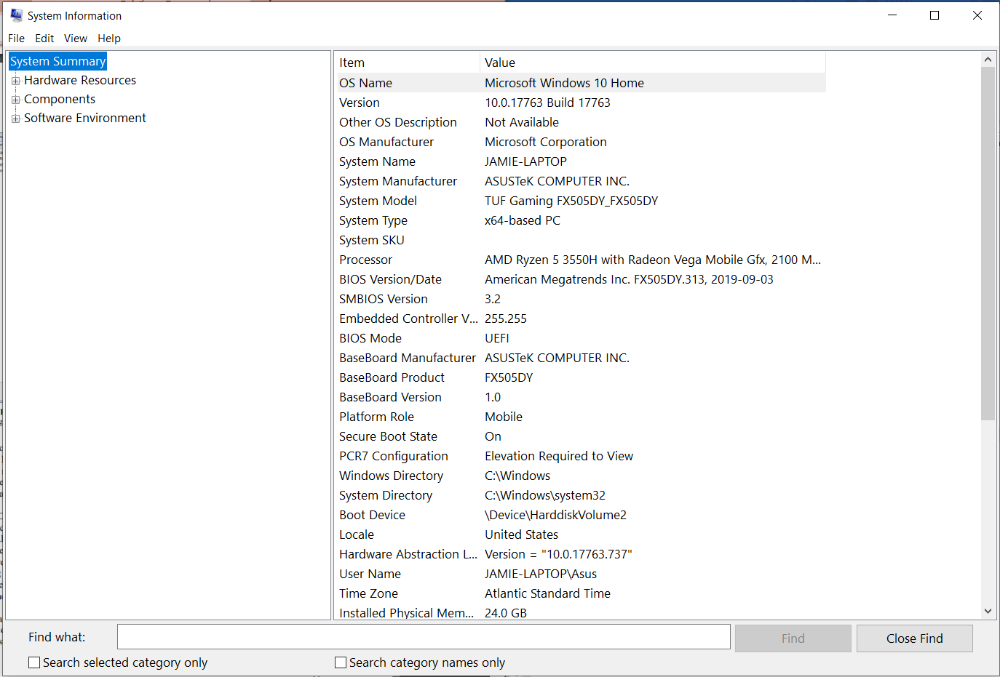 System Information
File Edit View Help
System Summary
Hardware Resources
Components
Software Environment
Item Value
OS Name Microsoft Windows 10 Home
Version 10.0.17763 Build 17763
Other OS Description Not Available
OS Manufacturer Microsoft Corporation
System Name JAMIE-LAPTOP
System Manufacturer ASUSTeK COMPUTER INC.
System Model TUF Gaming FX505DY_FX505DY
System Type x64-based PC
System SKU
Processor AMD Ryzen 5 3550H with Radeon Vega Mobile Gfx, 2100 M...
BIOS Version/Date American Megatrends Inc. FX505DY.313, 2019-09-03
SMBIOS Version 3.2
Embedded Controller V... 255.255
BIOS Mode UEFI
BaseBoard Manufacturer ASUSTeK COMPUTER INC.
BaseBoard Product FX505DY
BaseBoard Version 1.0
Platform Role Mobile
Secure Boot State On
PCR7 Configuration Elevation Required to View
Windows Directory C:\Windows
System Directory C:\Windows\system32
Boot Device \Device\HarddiskVolume2
Locale United States
Hardware Abstraction L... Version = "10.0.17763.737"
User Name JAMIE-LAPTOP\Asus
Time Zone Atlantic Standard Time
Installed Physical Mem... 24.0 GB
Find what: Find Close Find
Search selected category only Search category names only